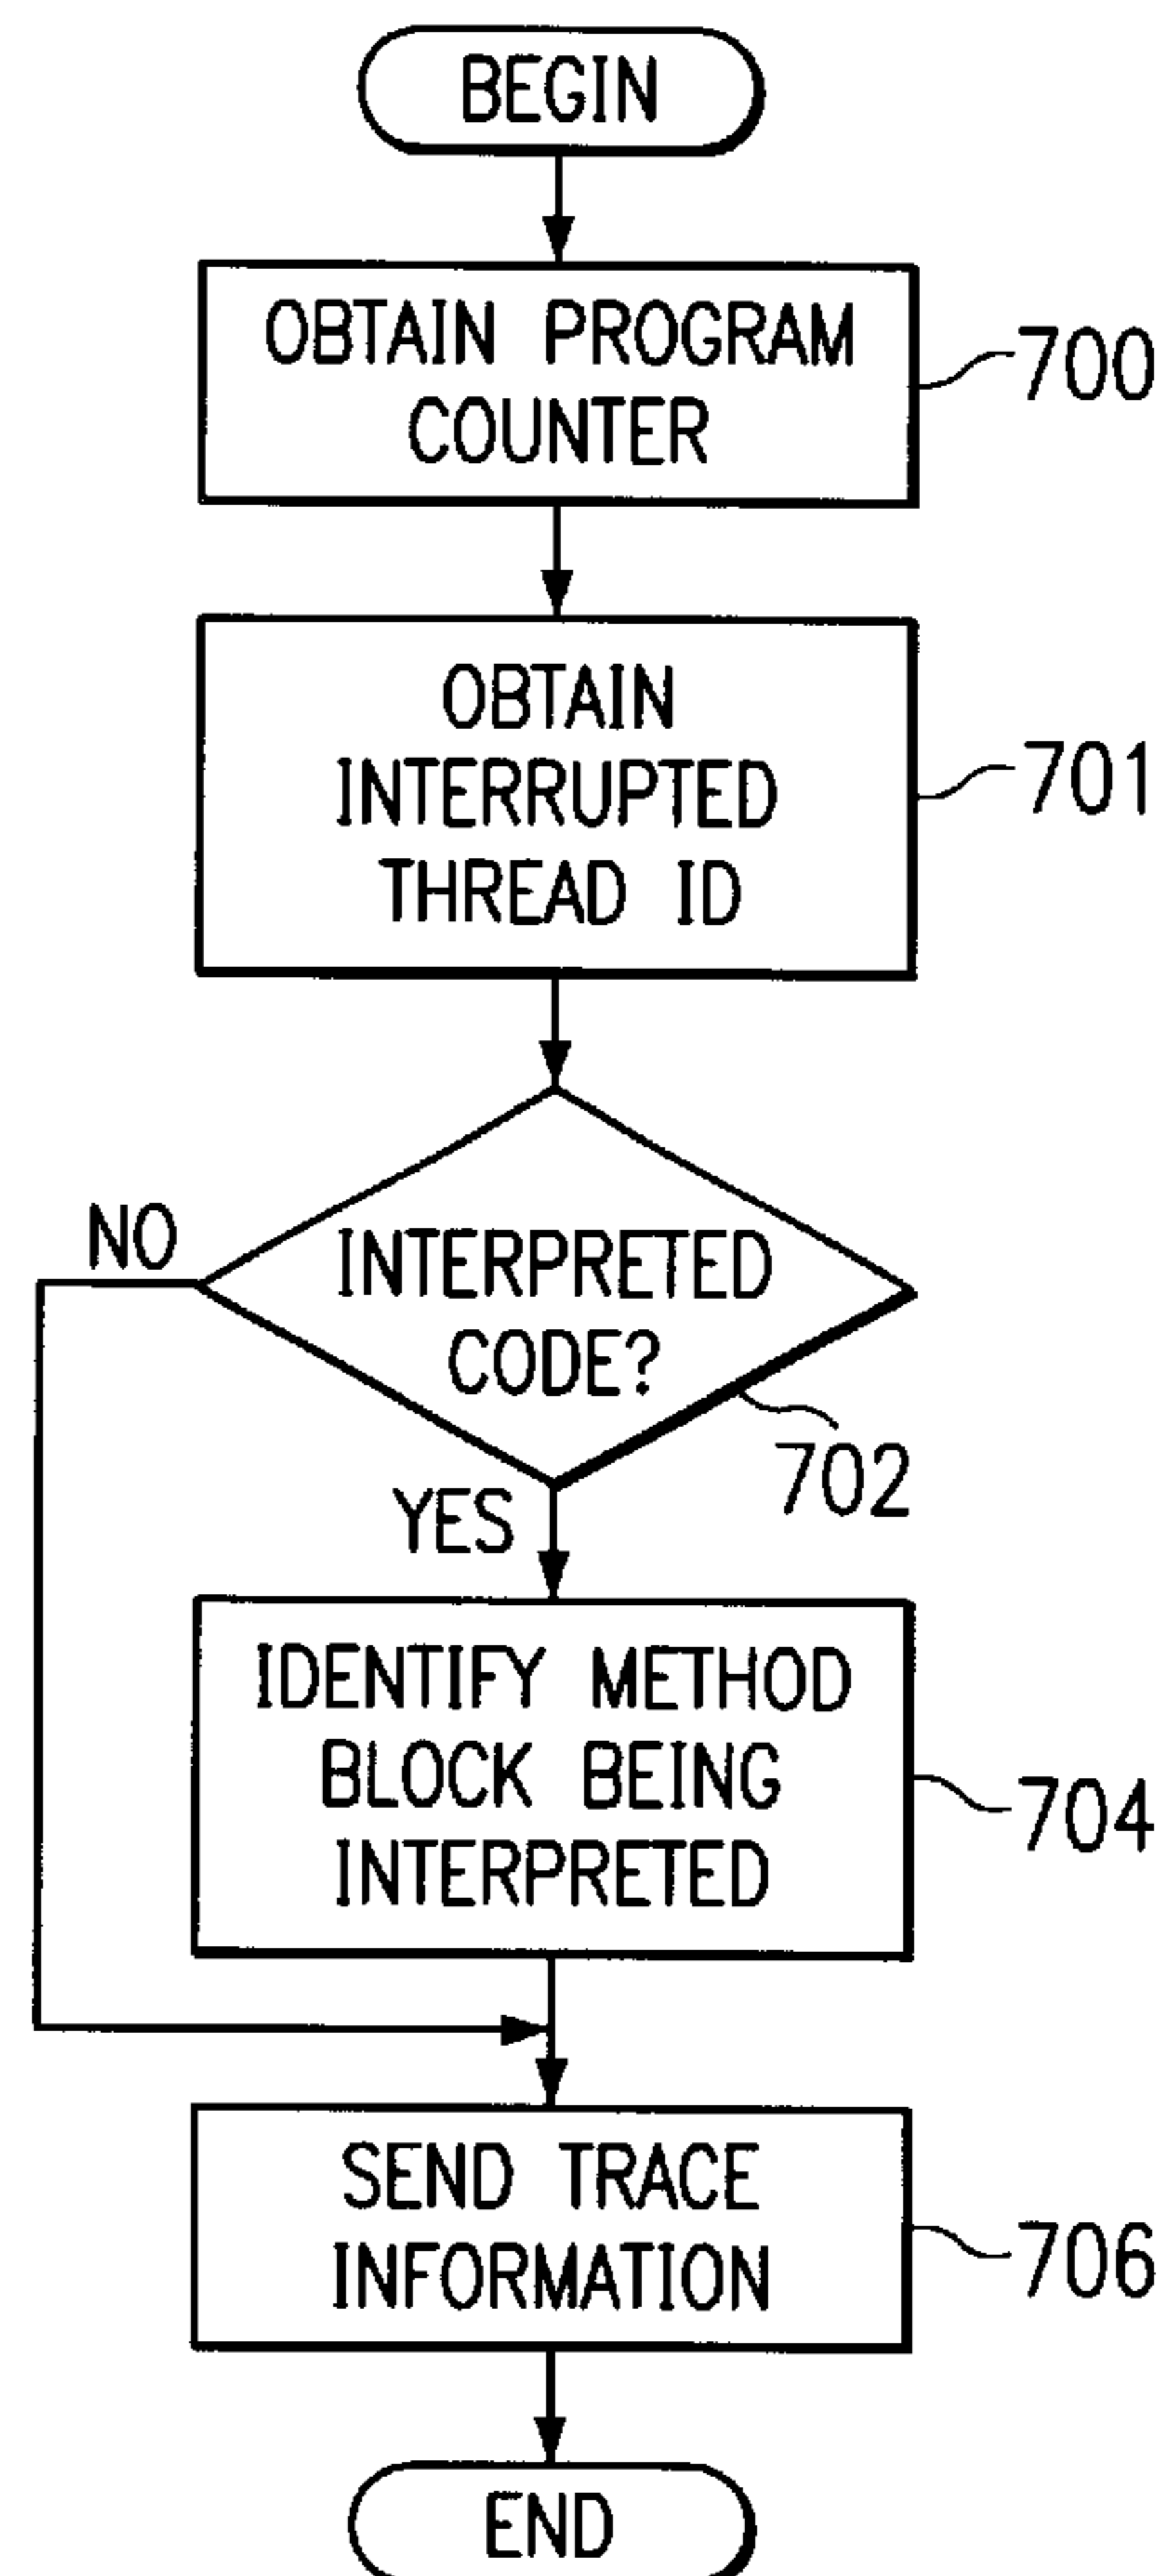 BEGIN
OBTAIN PROGRAM
COUNTER
700
OBTAIN
INTERRUPTED
THREAD ID
701
NO
INTERPRETED
CODE?
702
YES
IDENTIFY METHOD
BLOCK BEING
INTERPRETED
704
SEND TRACE
INFORMATION
706
END